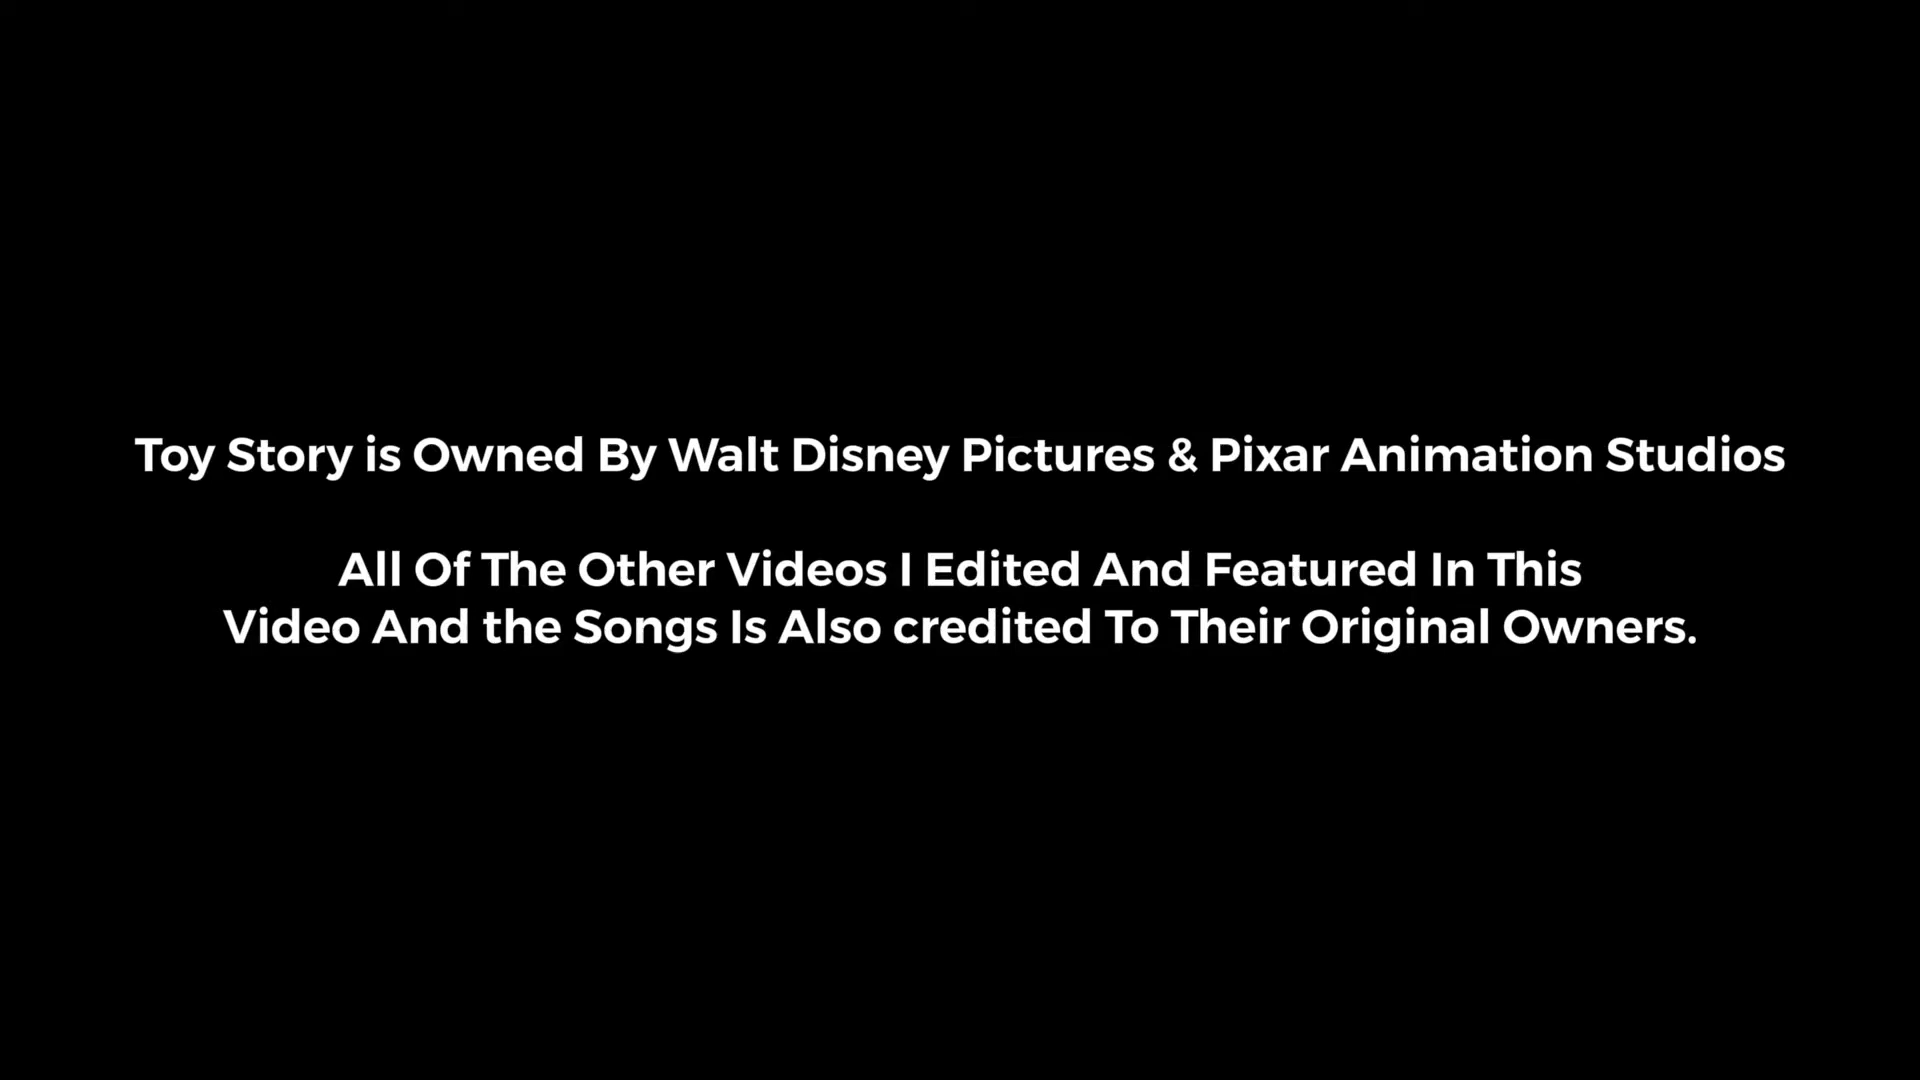 Toy Story is Owned By Walt Disney Pictures & Pixar Animation Studios
All Of The Other Videos I Edited And Featured In This
Video And the Songs Is Also credited To Their Original Owners.